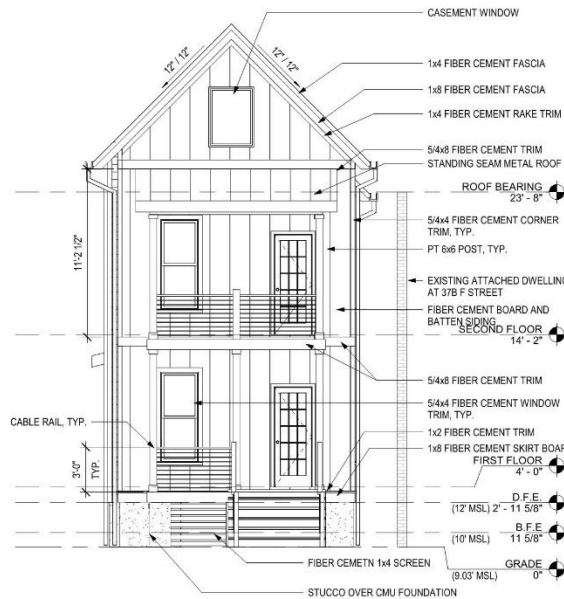 CASEMENT WINDOW
12" / 12"
12" / 12"
1x4 FIBER CEMENT FASCIA
1x8 FIBER CEMENT FASCIA
1x4 FIBER CEMENT RAKE TRIM
5/4x8 FIBER CEMENT TRIM
STANDING SEAM METAL ROOF
ROOF BEARING
23' - 8"
5/4x4 FIBER CEMENT CORNER
TRIM, TYP.
11'-2 1/2"
PT 6x6 POST, TYP.
EXISTING ATTACHED DWELLING
AT 37B F STREET
FIBER CEMENT BOARD AND
BATTEN SIDING
SECOND FLOOR
14' - 2"
5/4x8 FIBER CEMENT TRIM
5/4x4 FIBER CEMENT WINDOW
TRIM, TYP.
CABLE RAIL, TYP.
1x2 FIBER CEMENT TRIM
1x8 FIBER CEMENT SKIRT BOARD
3'-0"
TYP.
FIRST FLOOR
4' - 0"
D.F.E.
(12' MSL) 2' - 11 5/8"
B.F.E
(10' MSL) 11 5/8"
FIBER CEMETN 1x4 SCREEN
GRADE
(9.03' MSL) 0"
STUCCO OVER CMU FOUNDATION